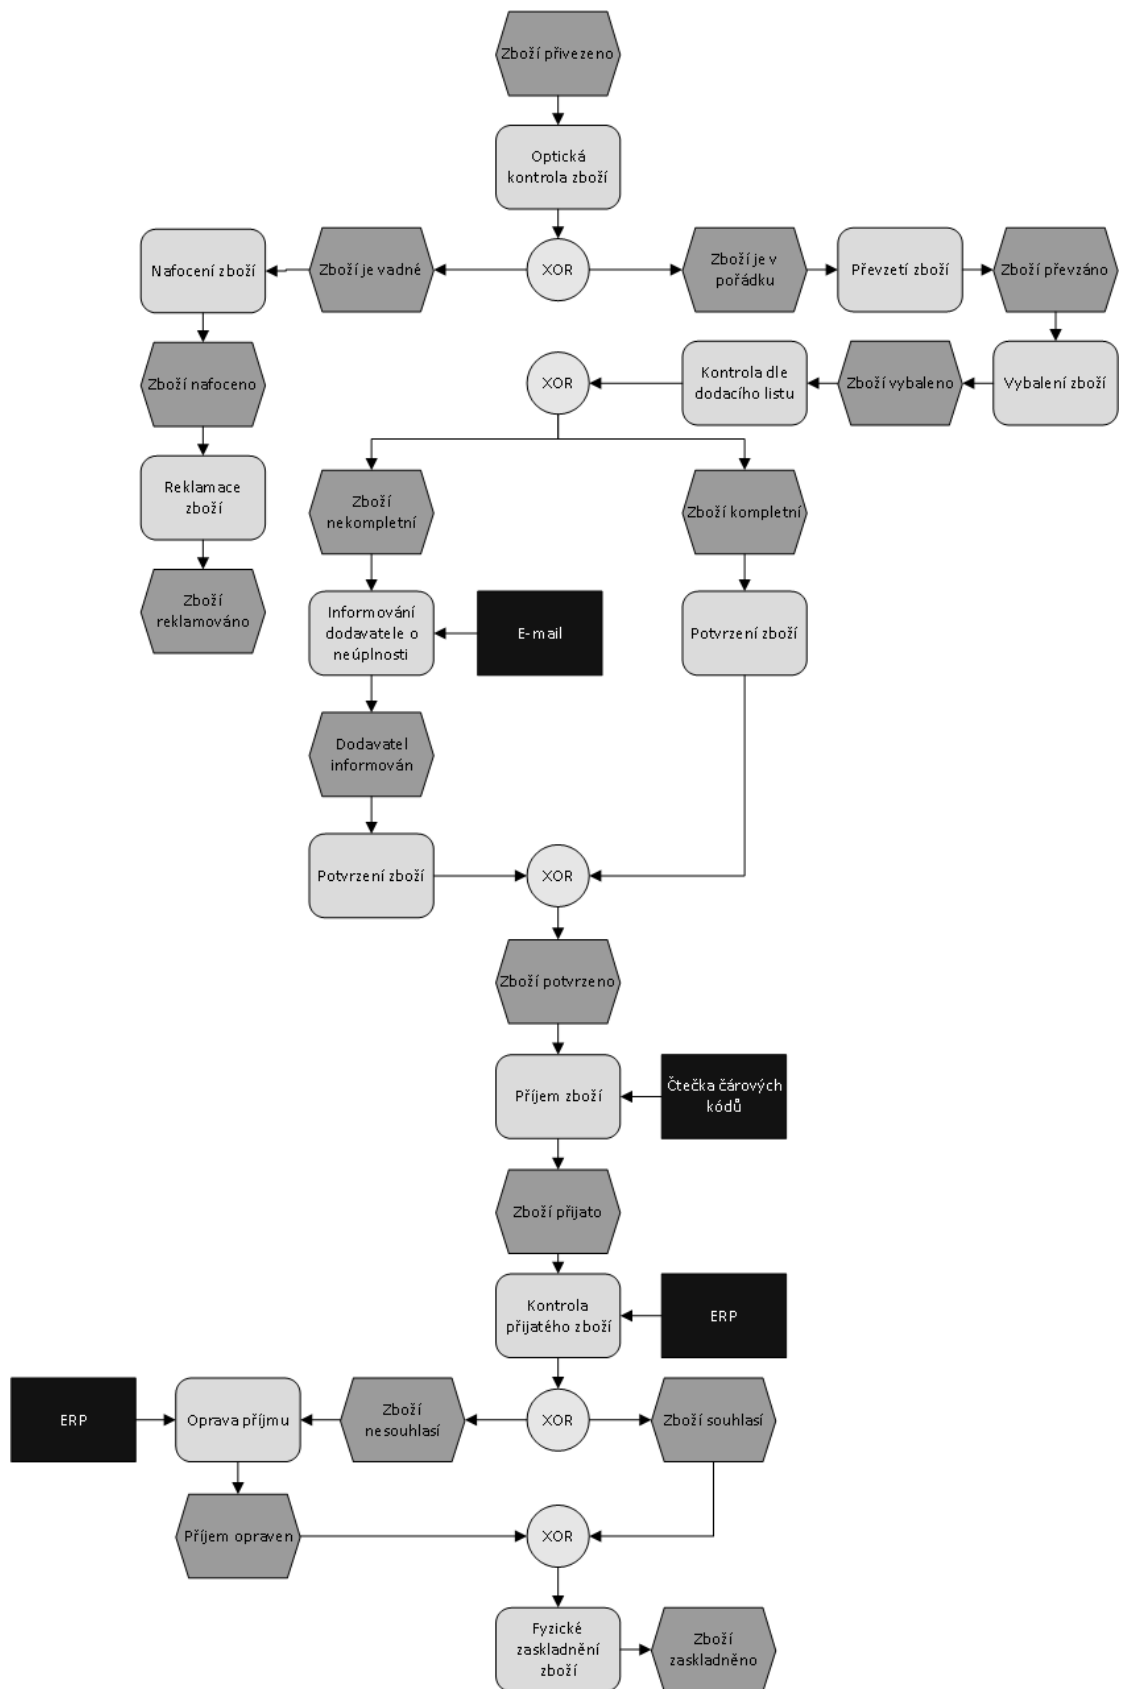 Zboží přivezeno
Optická
kontrola zboží
Nafocení zboží
Zboží je vadné
XOR
Zboží je v
pořádku
Převzetí zboží
Zboží převzáno
Zboží nafoceno
XOR
Kontrola dle
dodacího listu
Zboží vybaleno
Vybalení zboží
Reklamace
zboží
Zboží
nekompletní
Zboží kompletní
Zboží
reklamováno
Informování
dodavatele o
neúplnosti
E-mail
Potvrzení zboží
Dodavatel
informován
Potvrzení zboží
XOR
Zboží potvrzeno
Příjem zboží
Čtečka čárových
kódů
Zboží přijato
Kontrola
přijatého zboží
ERP
ERP
Oprava příjmu
Zboží
nesouhlasí
XOR
Zboží souhlasí
Příjem opraven
XOR
Fyzické
zaskladnění
zboží
Zboží
zaskladněno